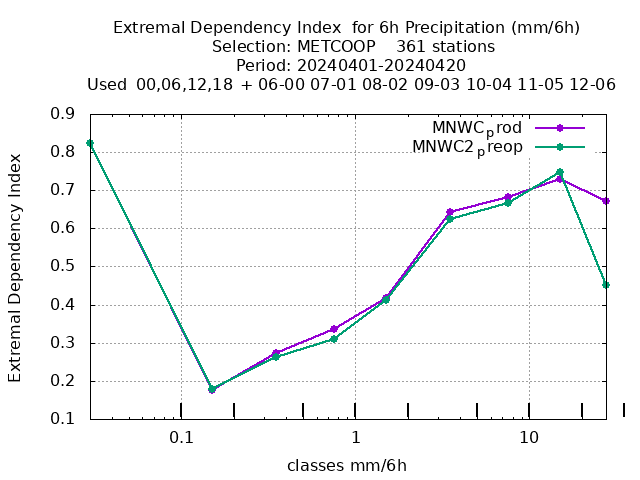 Extremal Dependency Index  for 6h Precipitation (mm/6h)
Selection: METCOOP    361 stations
Period: 20240401-20240420
Used  00,06,12,18  + 06-00 07-01 08-02 09-03 10-04 11-05 12-06
MNWCprod
MNWC2preop
0.9
0.8
0.7
0.6
0.5
0.4
0.3
0.2
0.1
Extremal Dependency Index
0.1 1 10
classes mm/6h